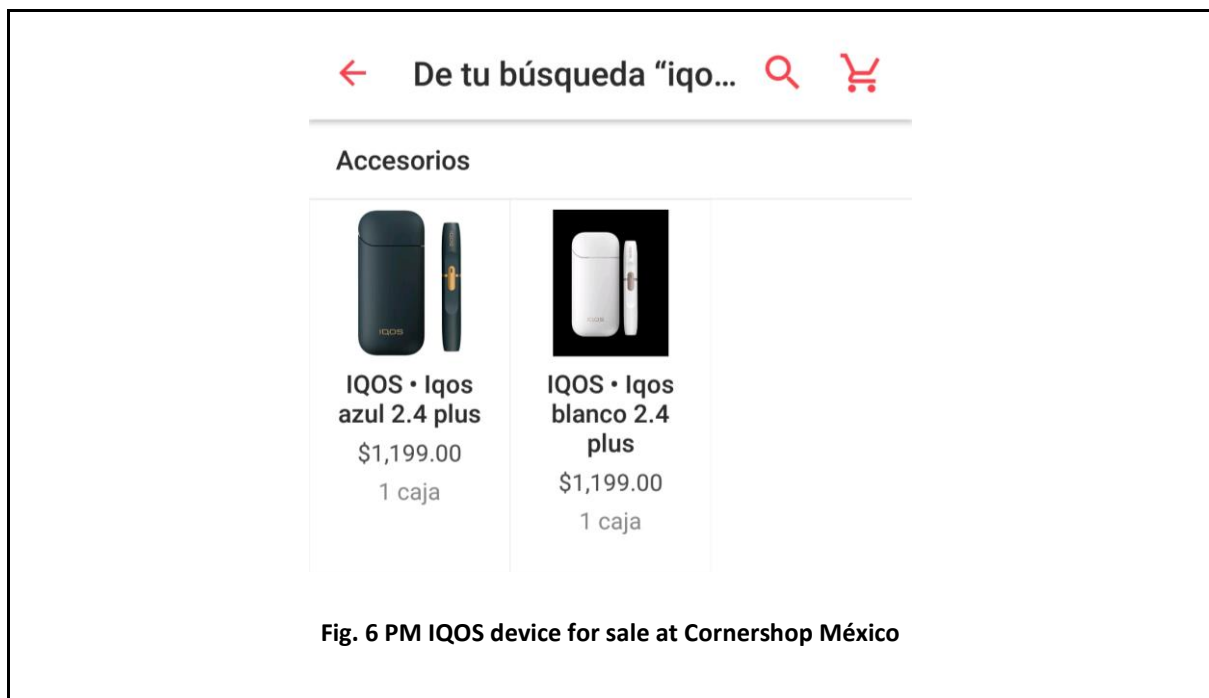 De tu búsqueda “iqo...
Accesorios
IQOS
IQOS • Iqos
azul 2.4 plus
$1,199.00
1 caja
IQOS • Iqos
blanco 2.4
plus
$1,199.00
1 caja
Fig. 6 PM IQOS device for sale at Cornershop México